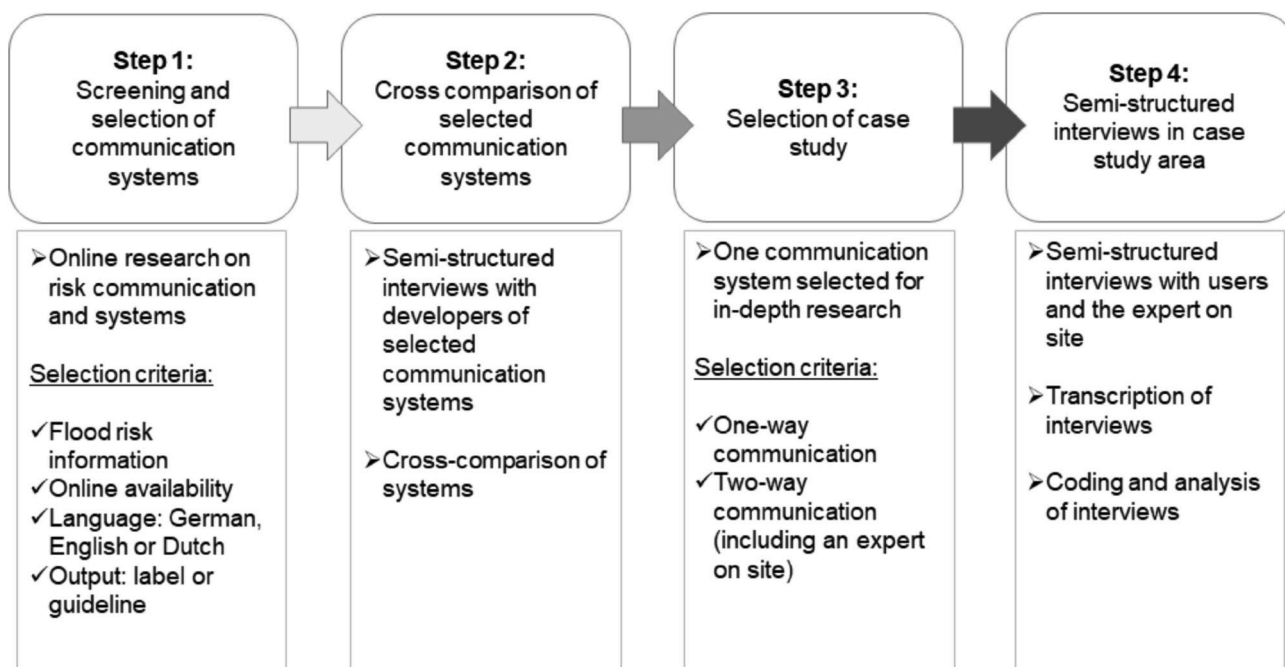 Step 1:
Screening and
selection of
communication
systems
Step 2:
Cross comparison of
selected
communication
systems
Step 3:
Selection of case
study
Step 4:
Semi-structured
interviews in case
study area
➢Online research on
risk communication
and systems
Selection criteria:
✓Flood risk
information
✓Online availability
✓Language: German,
English or Dutch
✓Output: label or
guideline
➢Semi-structured
interviews with
developers of
selected
communication
systems
➢Cross-comparison of
systems
➢One communication
system selected for
in-depth research
Selection criteria:
✓One-way
communication
✓Two-way
communication
(including an expert
on site)
➢Semi-structured
interviews with users
and the expert on
site
➢Transcription of
interviews
➢Coding and analysis
of interviews